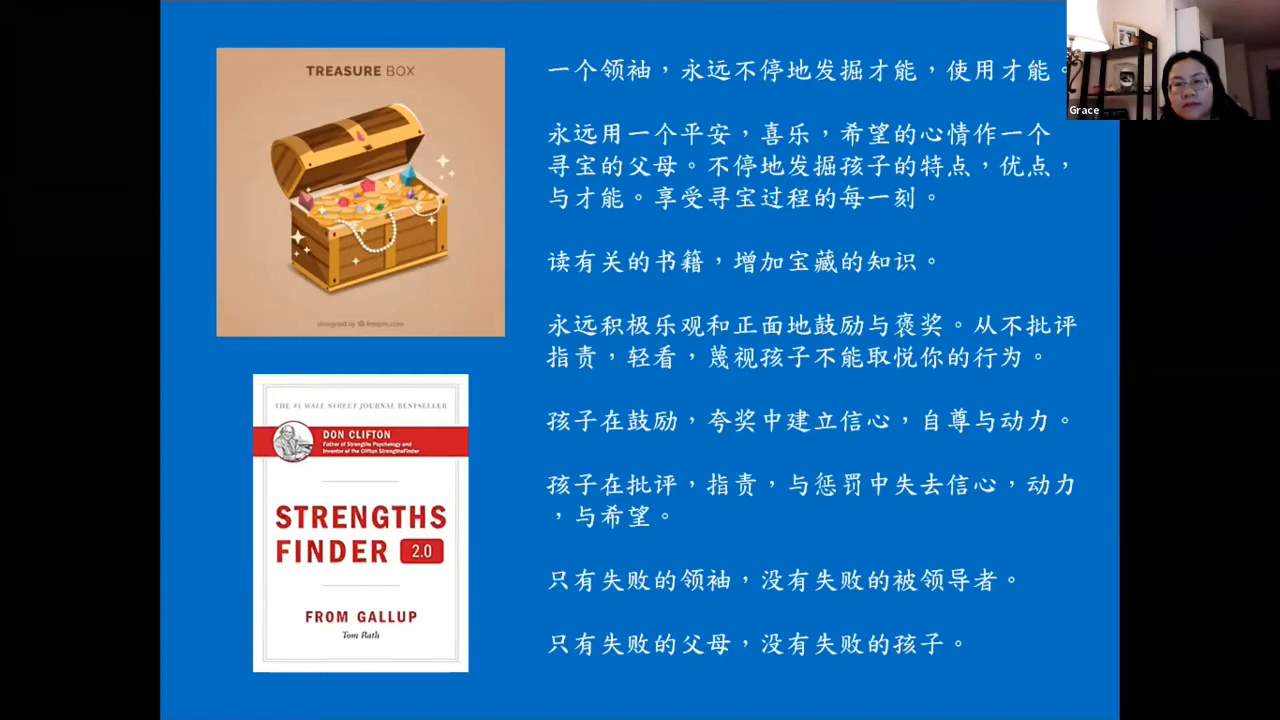 TREASURE BOX
designed by freepik.com
THE #1 WALL STREET JOURNAL BESTSELLER
DON CLIFTON
Father of Strengths Psychology and
Inventor of the Clifton StrengthsFinder
STRENGTHS
FINDER 2.0
FROM GALLUP
Tom Rath
一个领袖，永远不停地发掘才能，使用才能。
永远用一个平安，喜乐，希望的心情作一个
寻宝的父母。不停地发掘孩子的特点，优点，
与才能。享受寻宝过程的每一刻。
读有关的书籍，增加宝藏的知识。
永远积极乐观和正面地鼓励与褒奖。从不批评
指责，轻看，蔑视孩子不能取悦你的行为。
孩子在鼓励，夸奖中建立信心，自尊与动力。
孩子在批评，指责，与惩罚中失去信心，动力
，与希望。
只有失败的领袖，没有失败的被领导者。
只有失败的父母，没有失败的孩子。
Grace